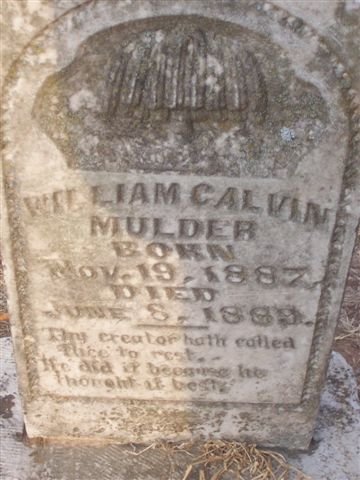 WILLIAM CALVIN
MULDER
BORN
NOV. 19, 1887.
DIED
JUNE 8, 1889.
Thy creator hath called
thee to rest.
He did it because he
thought it best.